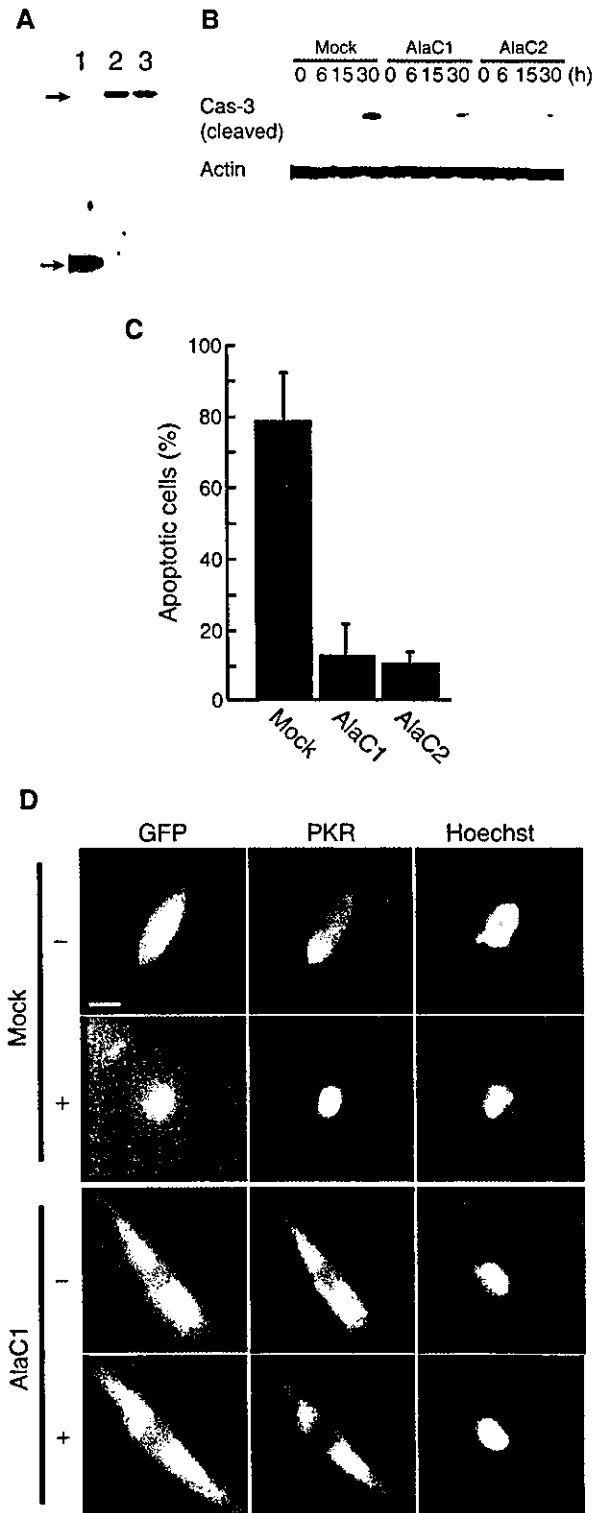 A
1 2 3
B
Mock AlaC1 AlaC2
0 6 15 30 0 6 15 30 0 6 15 30 (h)
Cas-3
(cleaved)
Actin
C
100
80
60
40
20
0
Apoptotic cells (%)
Mock AlaC1 AlaC2
D
GFP PKR Hoechst
Mock
−
+
AlaC1
−
+